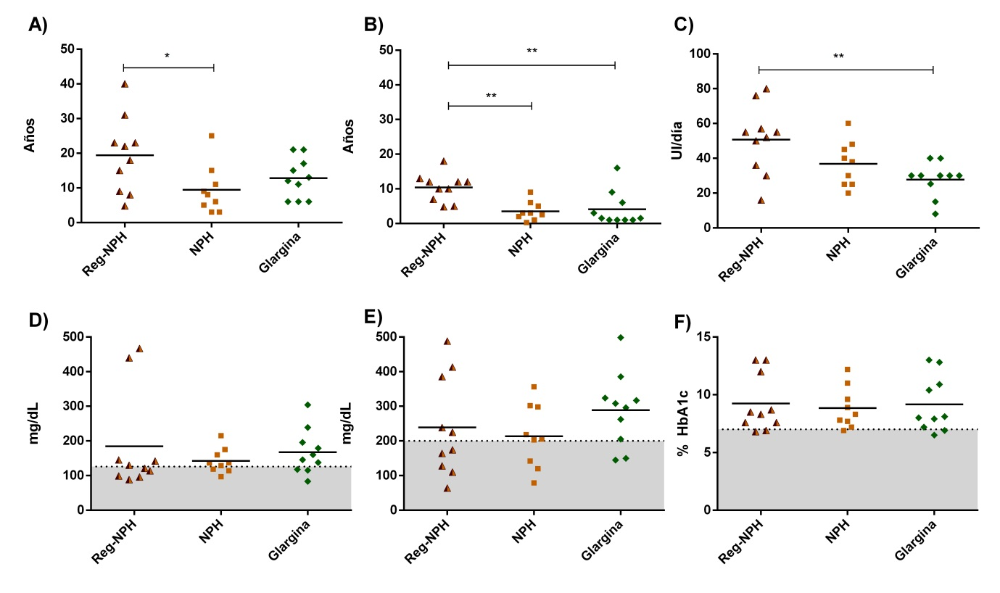 A)
Años
50
40
30
20
10
0
*
Reg-NPH
NPH
Glargina
B)
Años
50
40
30
20
10
0
**
**
Reg-NPH
NPH
Glargina
C)
UI/día
100
80
60
40
20
0
**
Reg-NPH
NPH
Glargina
D)
mg/dL
500
400
300
200
100
0
Reg-NPH
NPH
Glargina
E)
mg/dL
500
400
300
200
100
0
Reg-NPH
NPH
Glargina
F)
% HbA1c
15
10
5
0
Reg-NPH
NPH
Glargina